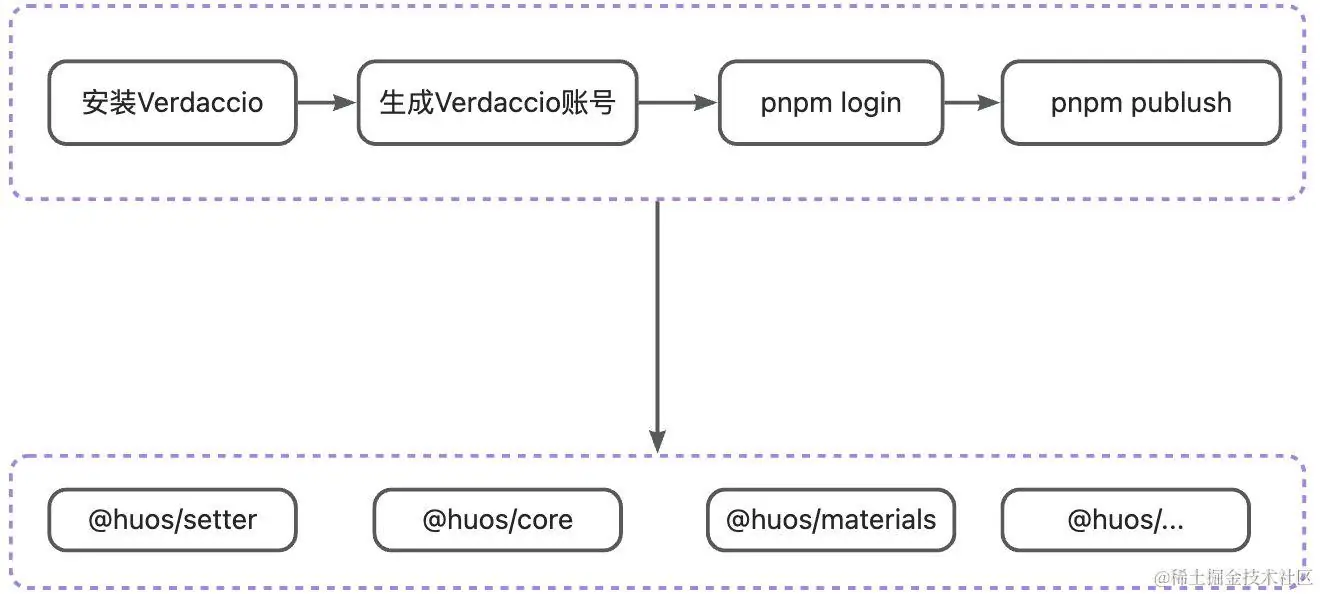 安装Verdaccio
生成Verdaccio账号
pnpm login
pnpm publush
@huos/setter
@huos/core
@huos/materials
@huos/...
@稀土掘金技术社区